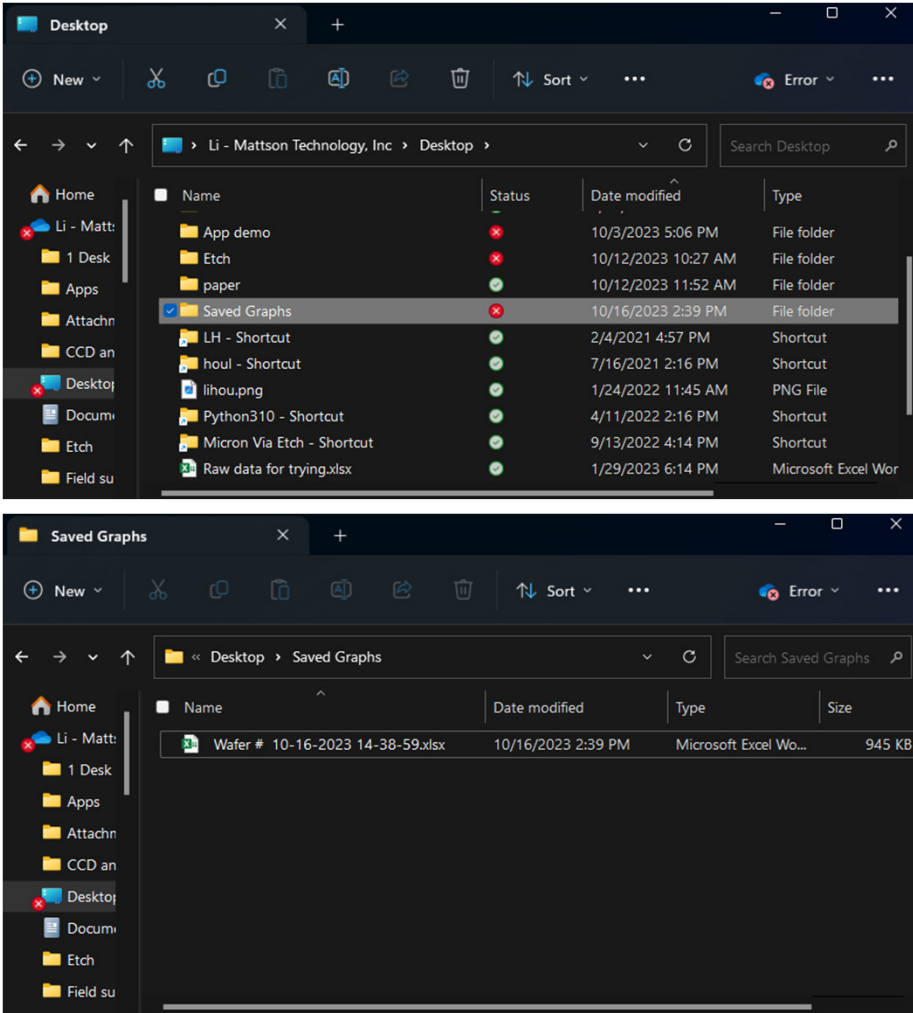 Desktop
New
Sort
Error
Li - Mattson Technology, Inc > Desktop >
Search Desktop
Home
Li - Matt
1 Desk
Apps
Attachn
CCD an
Desktop
Docum
Etch
Field su
Name Status Date modified Type
App demo 10/3/2023 5:06 PM File folder
Etch 10/12/2023 10:27 AM File folder
paper 10/12/2023 11:52 AM File folder
Saved Graphs 10/16/2023 2:39 PM File folder
LH - Shortcut 2/4/2021 4:57 PM Shortcut
houl - Shortcut 7/16/2021 2:16 PM Shortcut
lihou.png 1/24/2022 11:45 AM PNG File
Python310 - Shortcut 4/11/2022 2:16 PM Shortcut
Micron Via Etch - Shortcut 9/13/2022 4:14 PM Shortcut
Raw data for trying.xlsx 1/29/2023 6:14 PM Microsoft Excel Wor
Saved Graphs
New
Sort
Error
« Desktop > Saved Graphs
Search Saved Graphs
Home
Li - Matt
1 Desk
Apps
Attachn
CCD an
Desktop
Docum
Etch
Field su
Name Date modified Type Size
Wafer # 10-16-2023 14-38-59.xlsx 10/16/2023 2:39 PM Microsoft Excel Wo... 945 KB